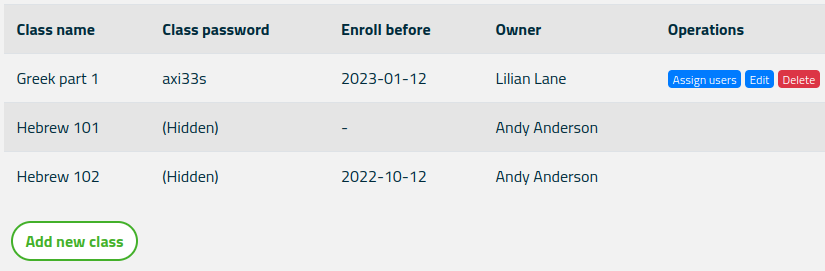 Class name Class password Enroll before Owner Operations
Greek part 1 axi33s 2023-01-12 Lilian Lane Assign users Edit Delete
Hebrew 101 (Hidden) - Andy Anderson
Hebrew 102 (Hidden) 2022-10-12 Andy Anderson
Add new class